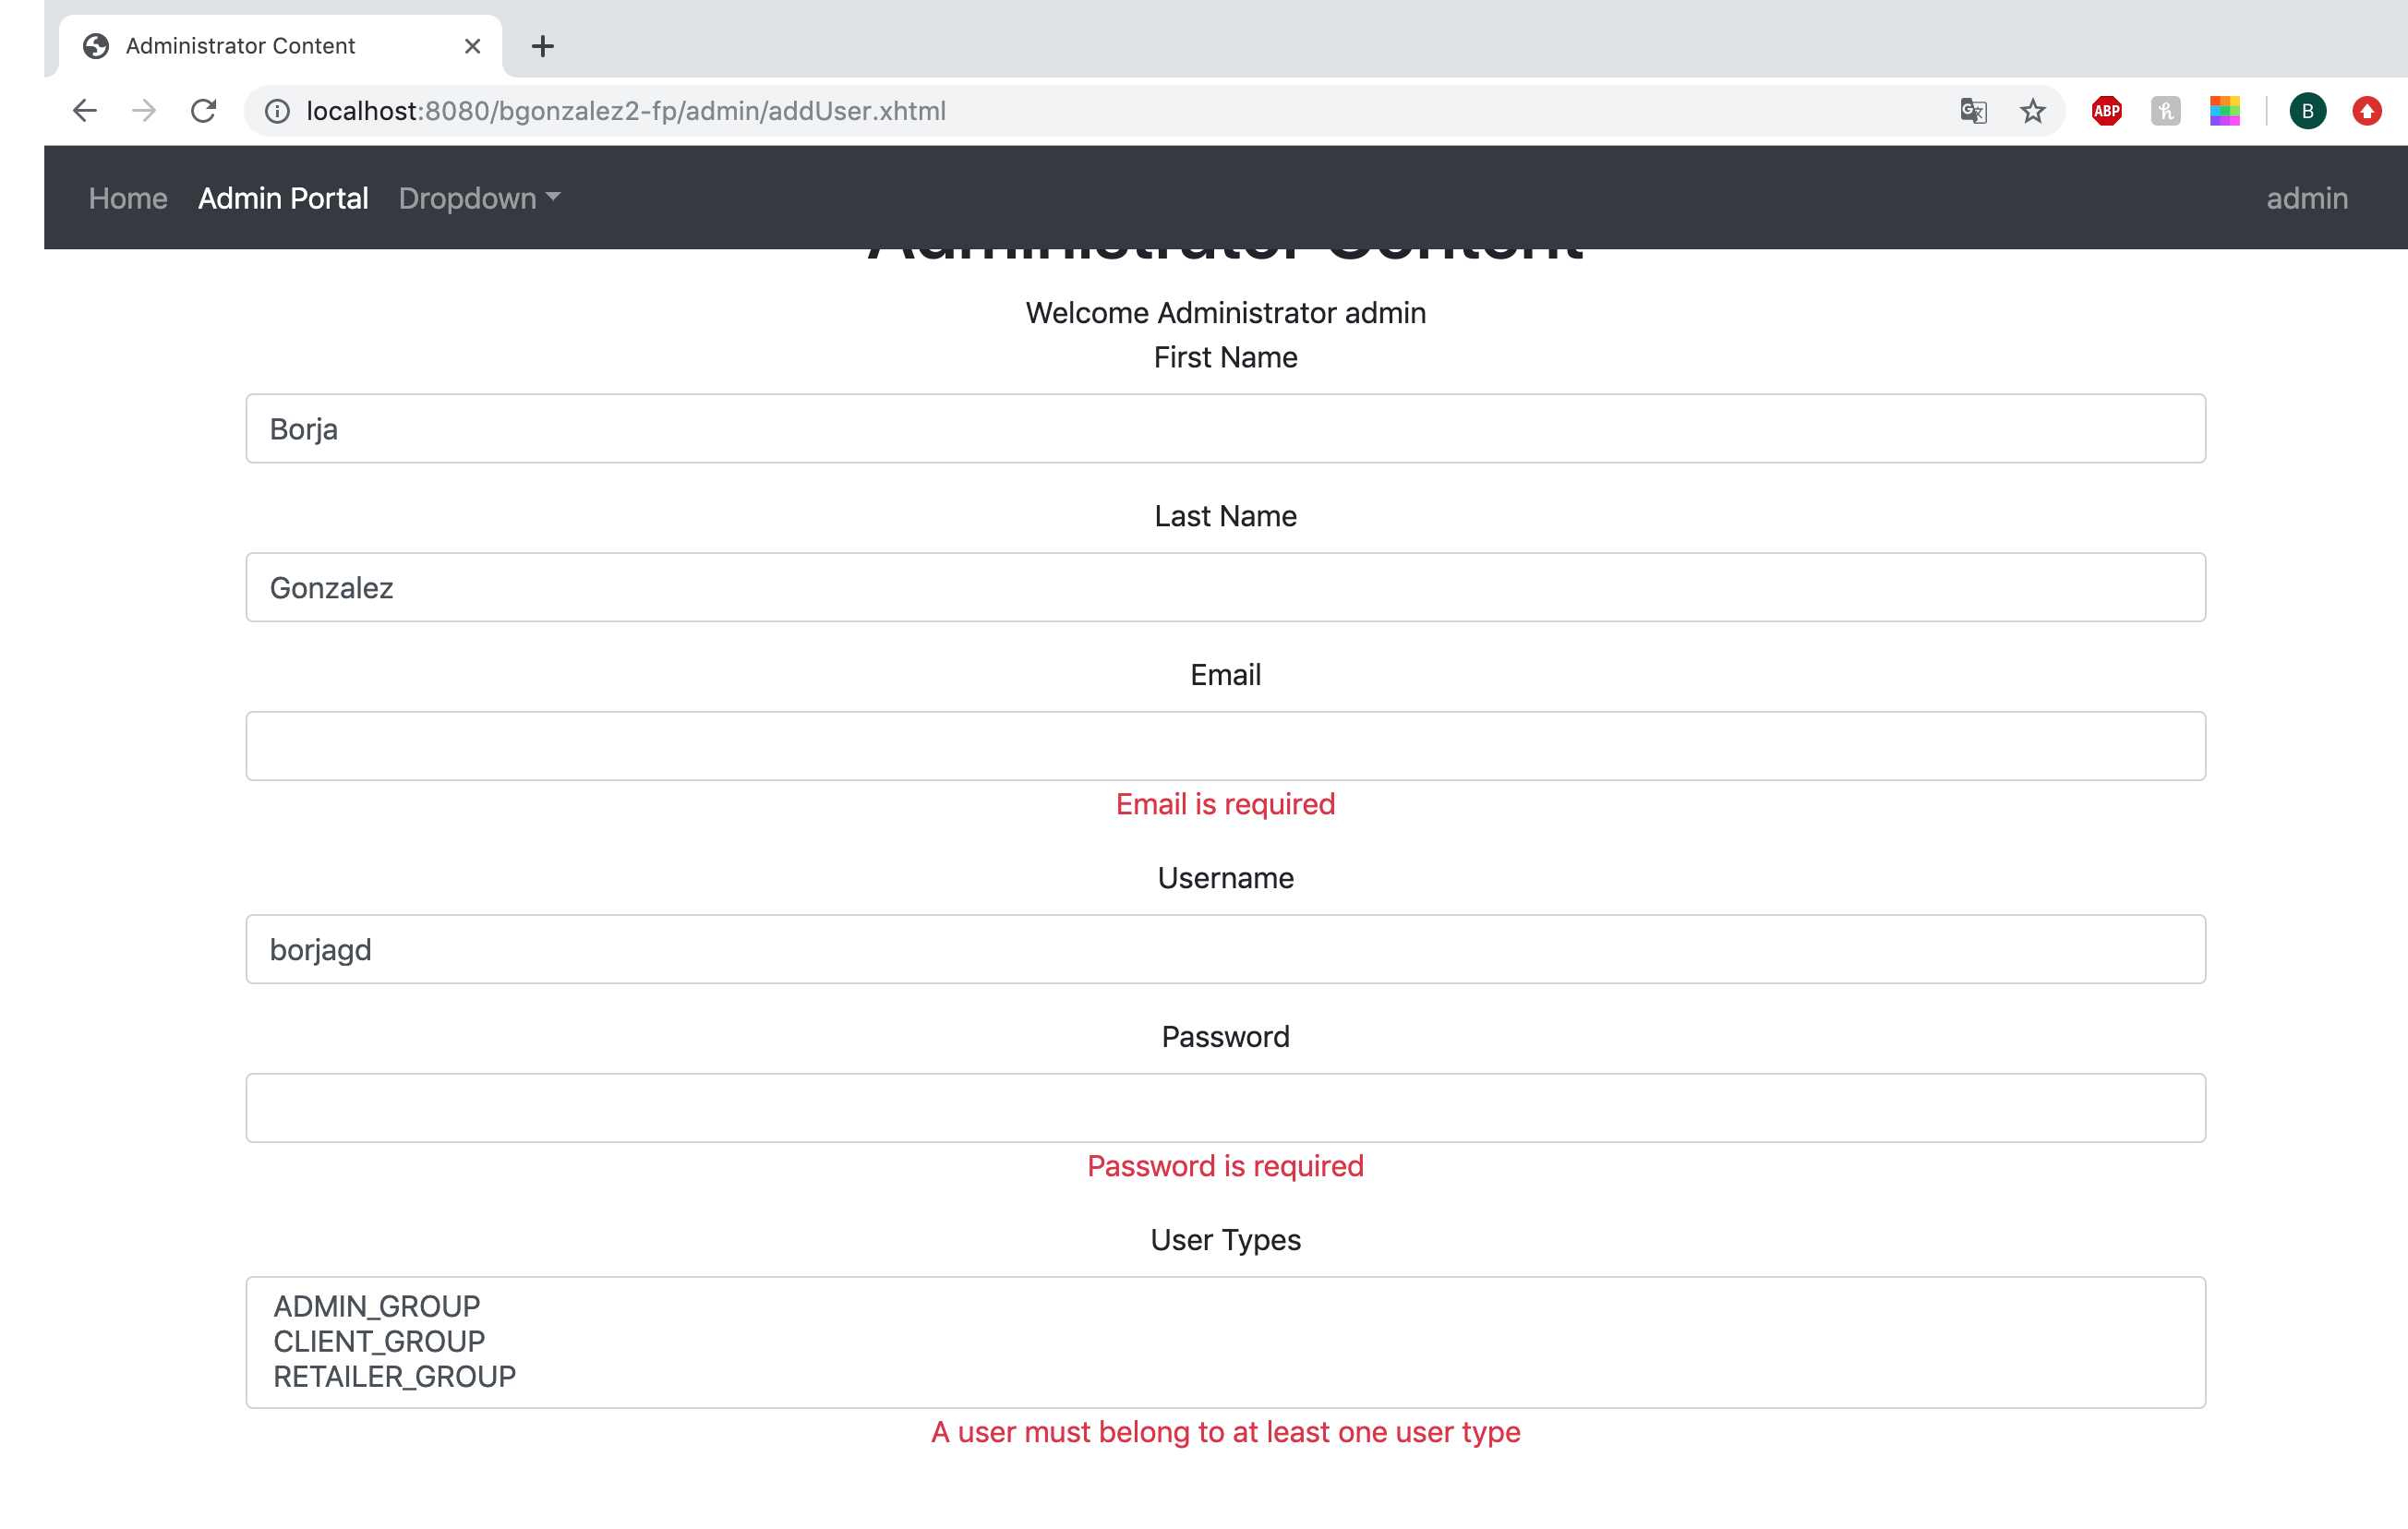 Administrator Content
localhost:8080/bgonzalez2-fp/admin/addUser.xhtml
ABP
B
Home Admin Portal Dropdown admin
Administrator Content
Welcome Administrator admin
First Name
Borja
Last Name
Gonzalez
Email
Email is required
Username
borjagd
Password
Password is required
User Types
ADMIN_GROUP
CLIENT_GROUP
RETAILER_GROUP
A user must belong to at least one user type